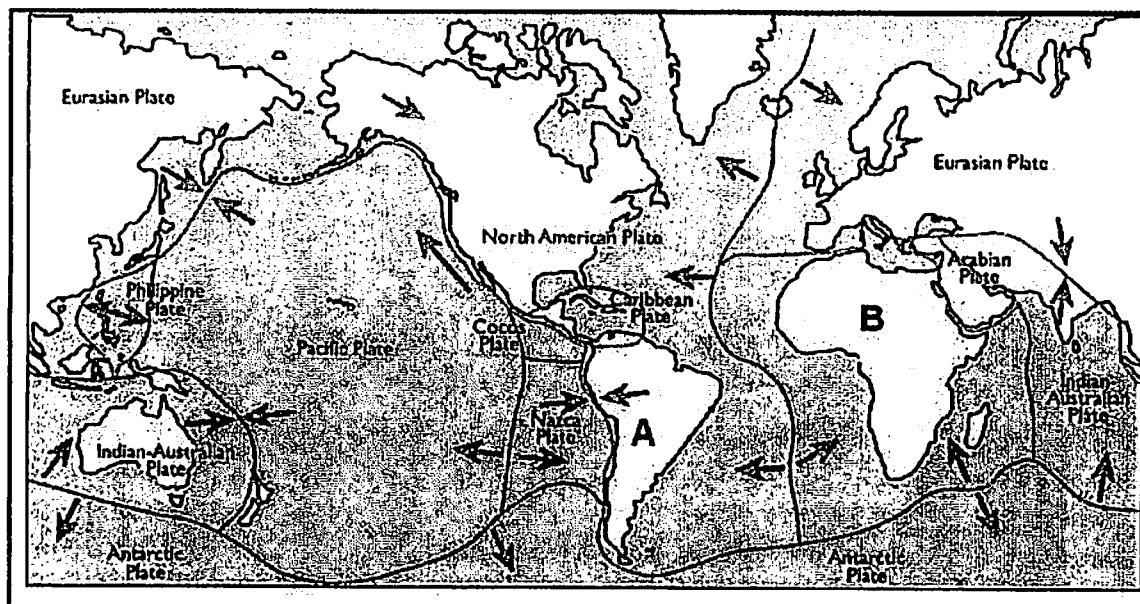 Eurasian Plate
Eurasian Plate
North American Plate
Arabian
Plate
Philippine
Plate
Caribbean
Plate
B
Cocos
Plate
Pacific Plate
Indian-
Australian
Plate
Nazca
Plate
A
Indian-Australian
Plate
Antarctic
Plate
Antarctic
Plate